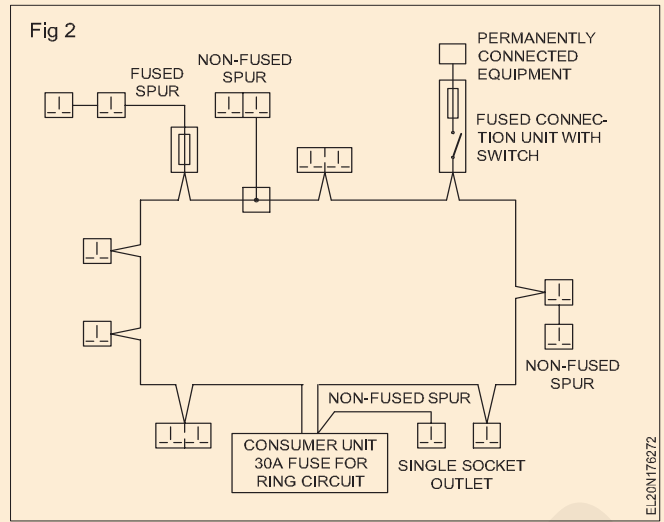 Fig 2
PERMANENTLY
CONNECTED
EQUIPMENT
NON-FUSED
SPUR
FUSED
SPUR
FUSED CONNEC-
TION UNIT WITH
SWITCH
NON-FUSED
SPUR
NON-FUSED SPUR
CONSUMER UNIT
30A FUSE FOR
RING CIRCUIT
SINGLE SOCKET
OUTLET
EL20N176272